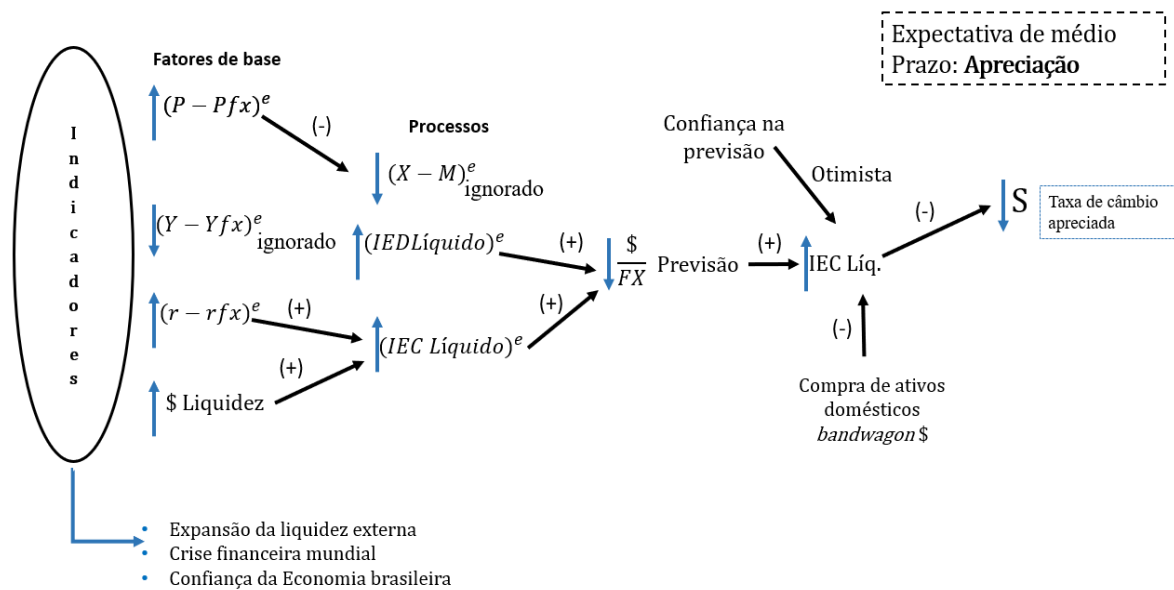 Expectativa de médio
Prazo: Apreciação
Indicadores
Fatores de base
(P − Pfx)^e
(-)
Processos
(X − M)^e
ignorado
(Y − Yfx)^e
ignorado
(IEDLíquido)^e
(+)
(r − rfx)^e
(+)
(IEC Líquido)^e
(+)
$ Liquidez
(+)
$
FX
Previsão
(+)
Confiança na
previsão
Otimista
IEC Líq.
(-)
S
Taxa de câmbio
apreciada
(-)
Compra de ativos
domésticos
bandwagon $
• Expansão da liquidez externa
• Crise financeira mundial
• Confiança da Economia brasileira